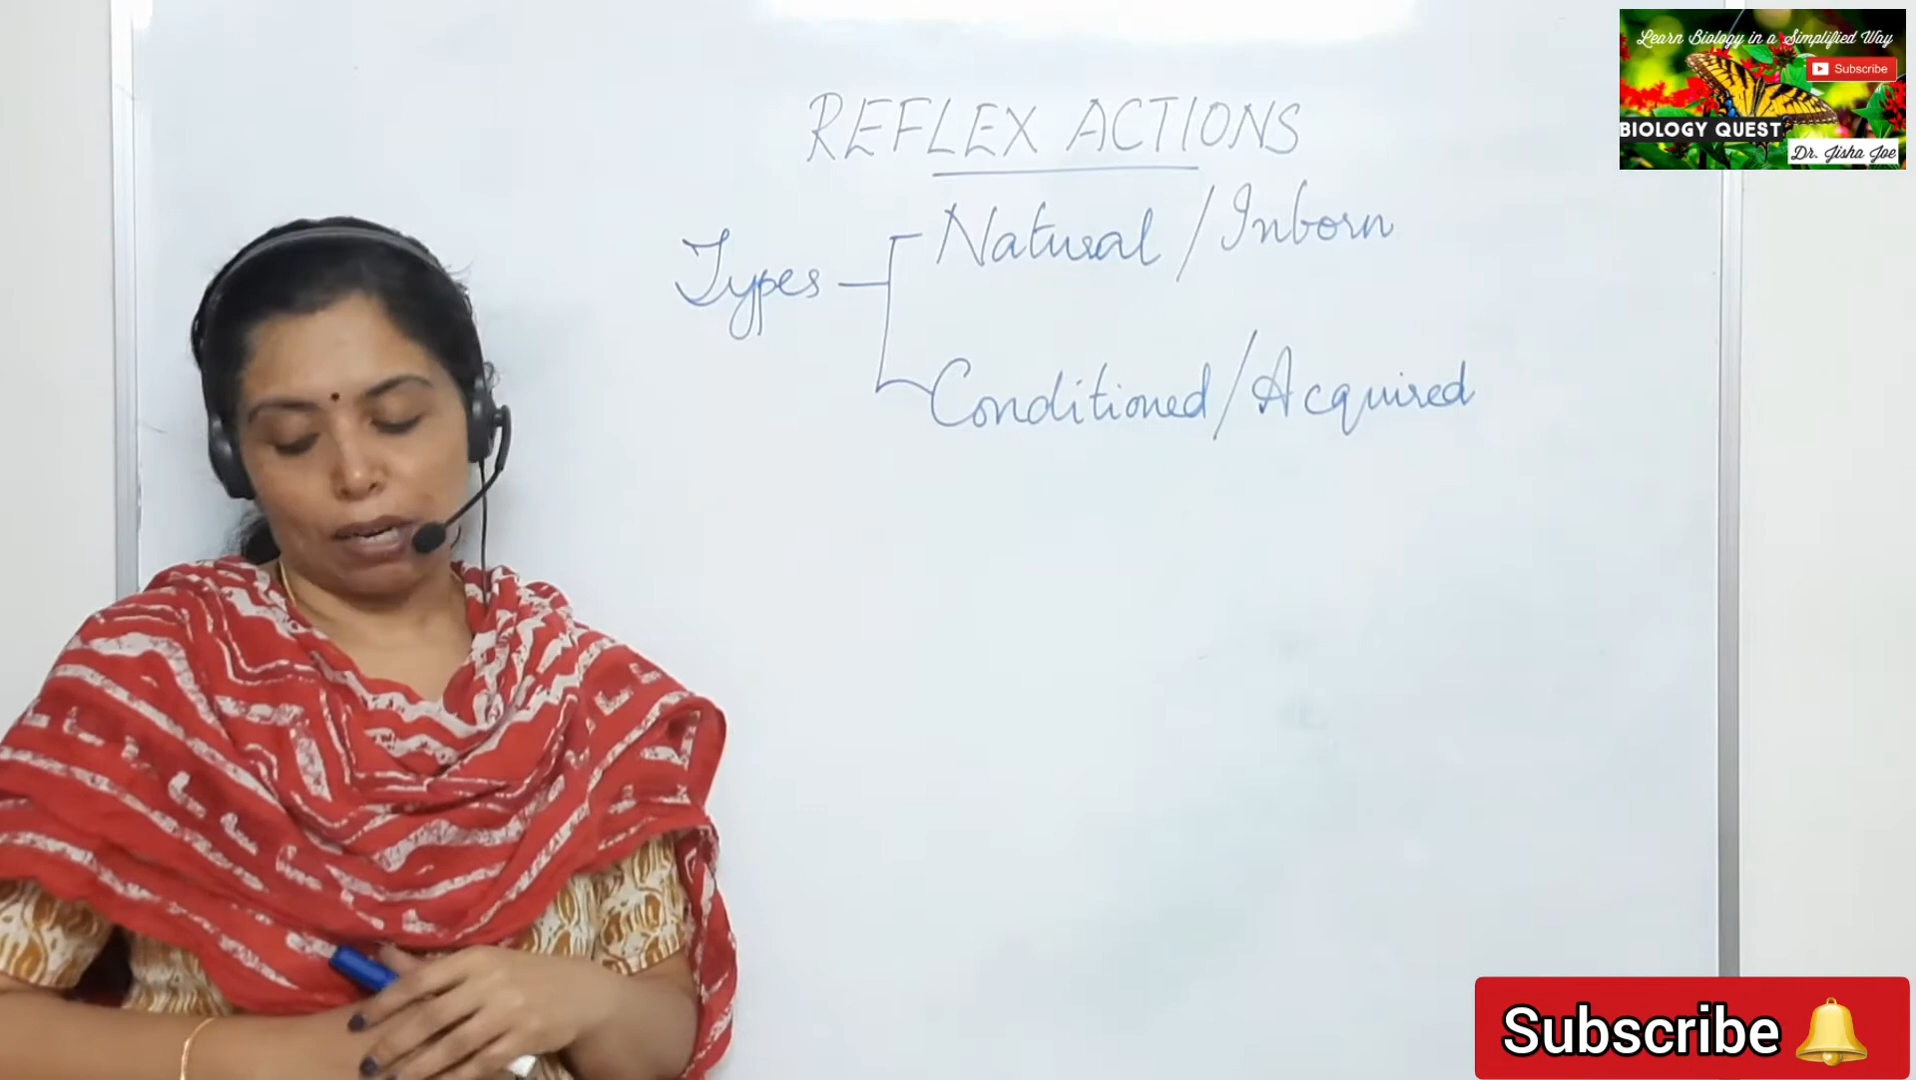 Learn Biology in a Simplified Way
Subscribe
BIOLOGY QUEST
Dr. Jisha Joe
REFLEX ACTIONS
Types
Natural / Inborn
Conditioned / Acquired
Subscribe